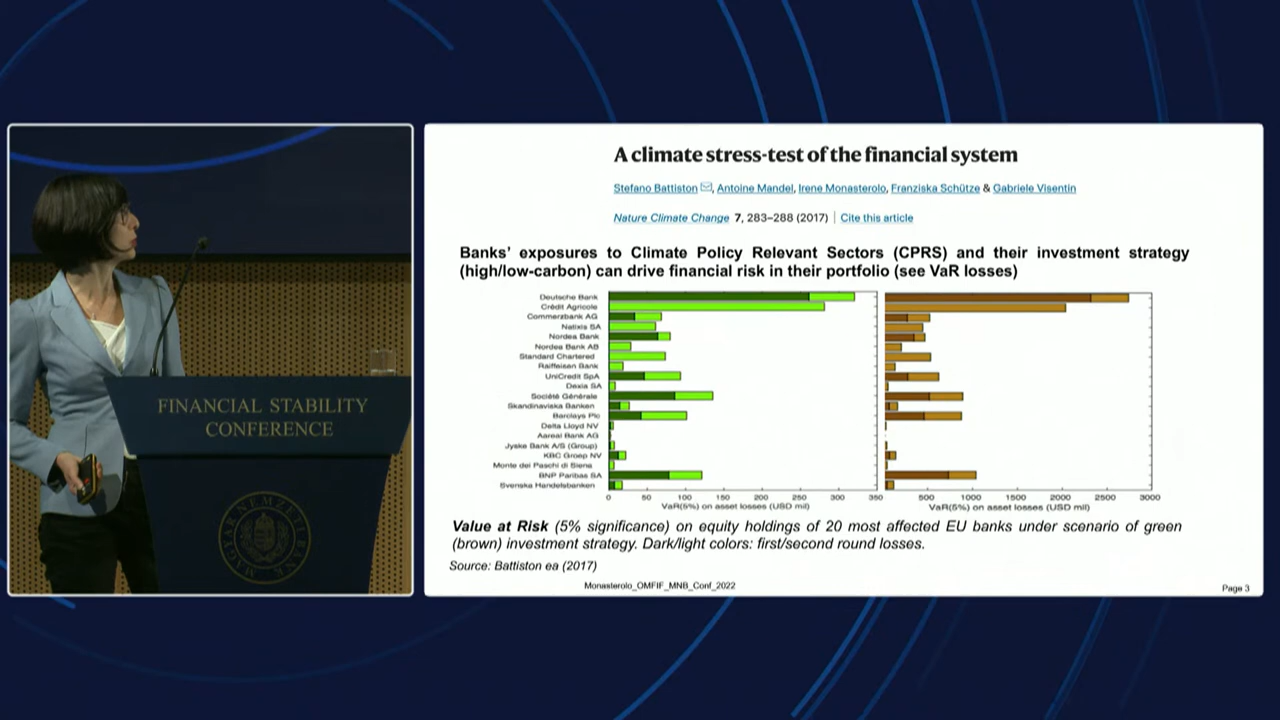 A climate stress-test of the financial system
Stefano Battiston, Antoine Mandel, Irene Monasterolo, Franziska Schütze & Gabriele Visentin
Nature Climate Change 7, 283–288 (2017) | Cite this article
Banks' exposures to Climate Policy Relevant Sectors (CPRS) and their investment strategy
(high/low-carbon) can drive financial risk in their portfolio (see VaR losses)
Deutsche Bank
Crédit Agricole
Commerzbank AG
Natixis SA
Nordea Bank
Nordea Bank AB
Standard Chartered
Raiffeisen Bank
UniCredit SpA
Dexia SA
Société Générale
Skandinaviska Banken
Barclays Plc
Delta Lloyd NV
Aareal Bank AG
Jyske Bank A/S (Group)
KBC Groep NV
Monte dei Paschi di Siena
BNP Paribas SA
Svenska Handelsbanken
0 50 100 150 200 250 300 350
500 1000 1500 2000 2500 3000
VaR(5%) on asset losses (USD mil)
VaR(5%) on asset losses (USD mil)
Value at Risk (5% significance) on equity holdings of 20 most affected EU banks under scenario of green
(brown) investment strategy. Dark/light colors: first/second round losses.
Source: Battiston ea (2017)
Monasterolo_OMFIF_MNB_Conf_2022
Page 3
FINANCIAL STABILITY
CONFERENCE